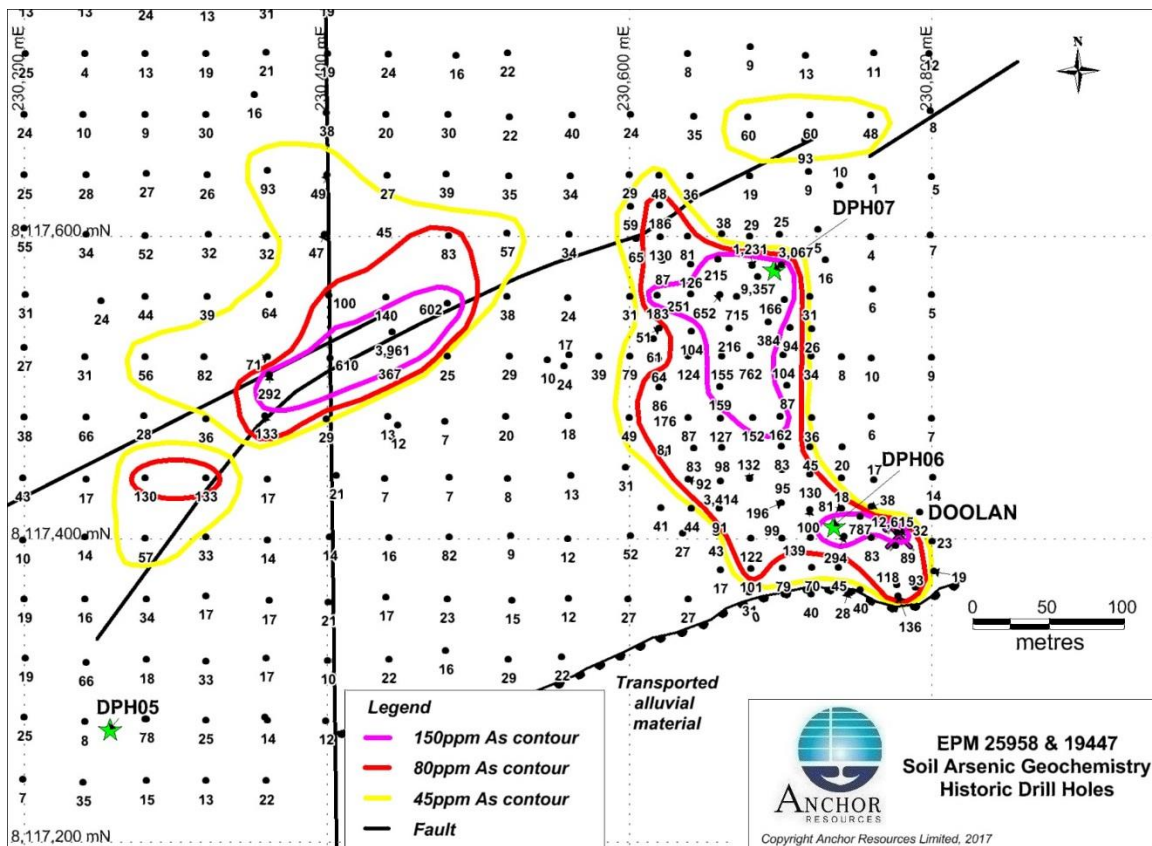 13 13 24 13 31 19
25 4 13 19 21 19 24 16 22 8 9 13 11 12
16
24 10 9 30 38 20 30 22 40 24 35 60 60 48 8
93
25 28 27 26 93 49 27 39 35 34 29 48 36 19 9 10 1 5
DPH07
8,117,600 mN
55 34 52 32 32 47 45 83 57 34 59 186 38 29 25 4 7
65 130 81 1,231 3,067 5 16
87 126 215 9,357
31 24 44 39 64 100 140 602 38 24 31 183 251 652 715 166 31 6 5
3,961 17 51 104 216 384 94 26
27 31 56 82 71 292 610 367 25 29 10 24 39 79 61 64 124 155 762 104 34 8 10 9
86 159 87
38 66 28 36 133 29 13 12 7 20 18 49 176 87 127 152 162 36 6 7
81 83 98 132 83 45 20 17
DPH06
43 17 130 133 17 21 7 7 8 13 31 92 3,414 95 130 18 38 14
196 81
8,117,400 mN
41 44 91 99 100 787 12,615 32
DOOLAN
10 14 57 33 14 14 16 82 9 12 52 27 43 122 139 294 83 89 23
17 101 79 70 45 118 93 19
19 16 34 17 17 21 17 23 15 12 27 27 31 0 40 28 40 136
19 66 18 33 17 10 22 16 29 22
DPH05
25 8 78 25 14 12
7 35 15 13 22
8,117,200 mN
230,200 mE
230,400 mE
230,600 mE
230,800 mE
N
0 50 100
metres
Transported
alluvial
material
Legend
150ppm As contour
80ppm As contour
45ppm As contour
Fault
ANCHOR
RESOURCES
EPM 25958 & 19447
Soil Arsenic Geochemistry
Historic Drill Holes
Copyright Anchor Resources Limited, 2017